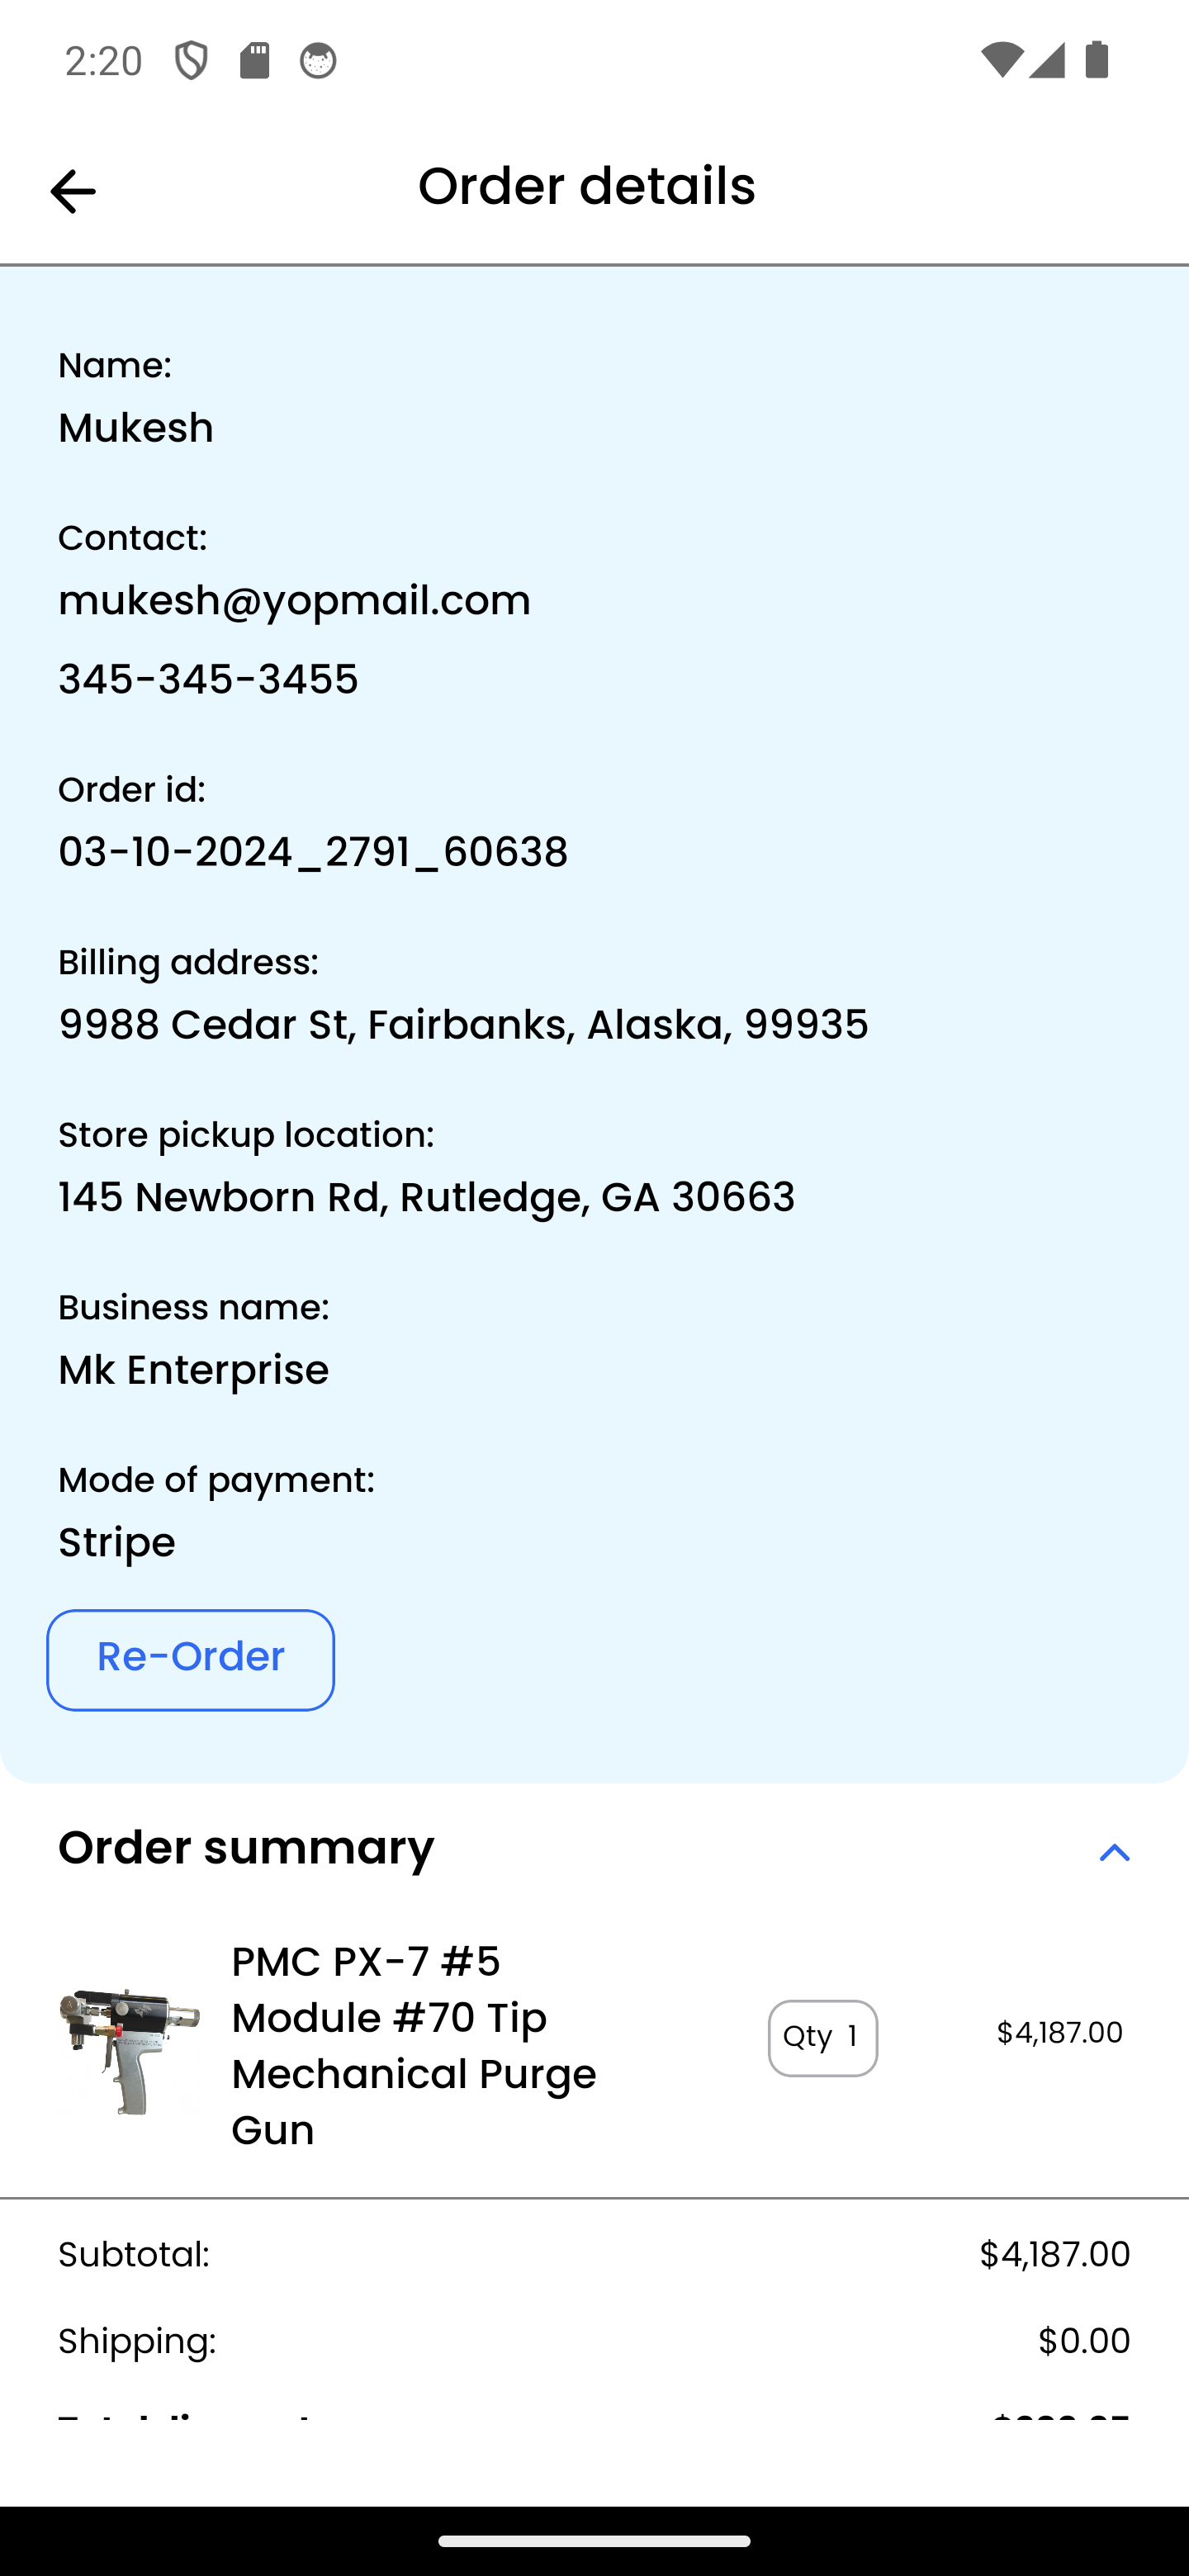 2:20
Order details
Name:
Mukesh
Contact:
mukesh@yopmail.com
345-345-3455
Order id:
03-10-2024_2791_60638
Billing address:
9988 Cedar St, Fairbanks, Alaska, 99935
Store pickup location:
145 Newborn Rd, Rutledge, GA 30663
Business name:
Mk Enterprise
Mode of payment:
Stripe
Re-Order
Order summary
PMC PX-7 #5
Module #70 Tip
Mechanical Purge
Gun
Qty 1
$4,187.00
Subtotal: $4,187.00
Shipping: $0.00